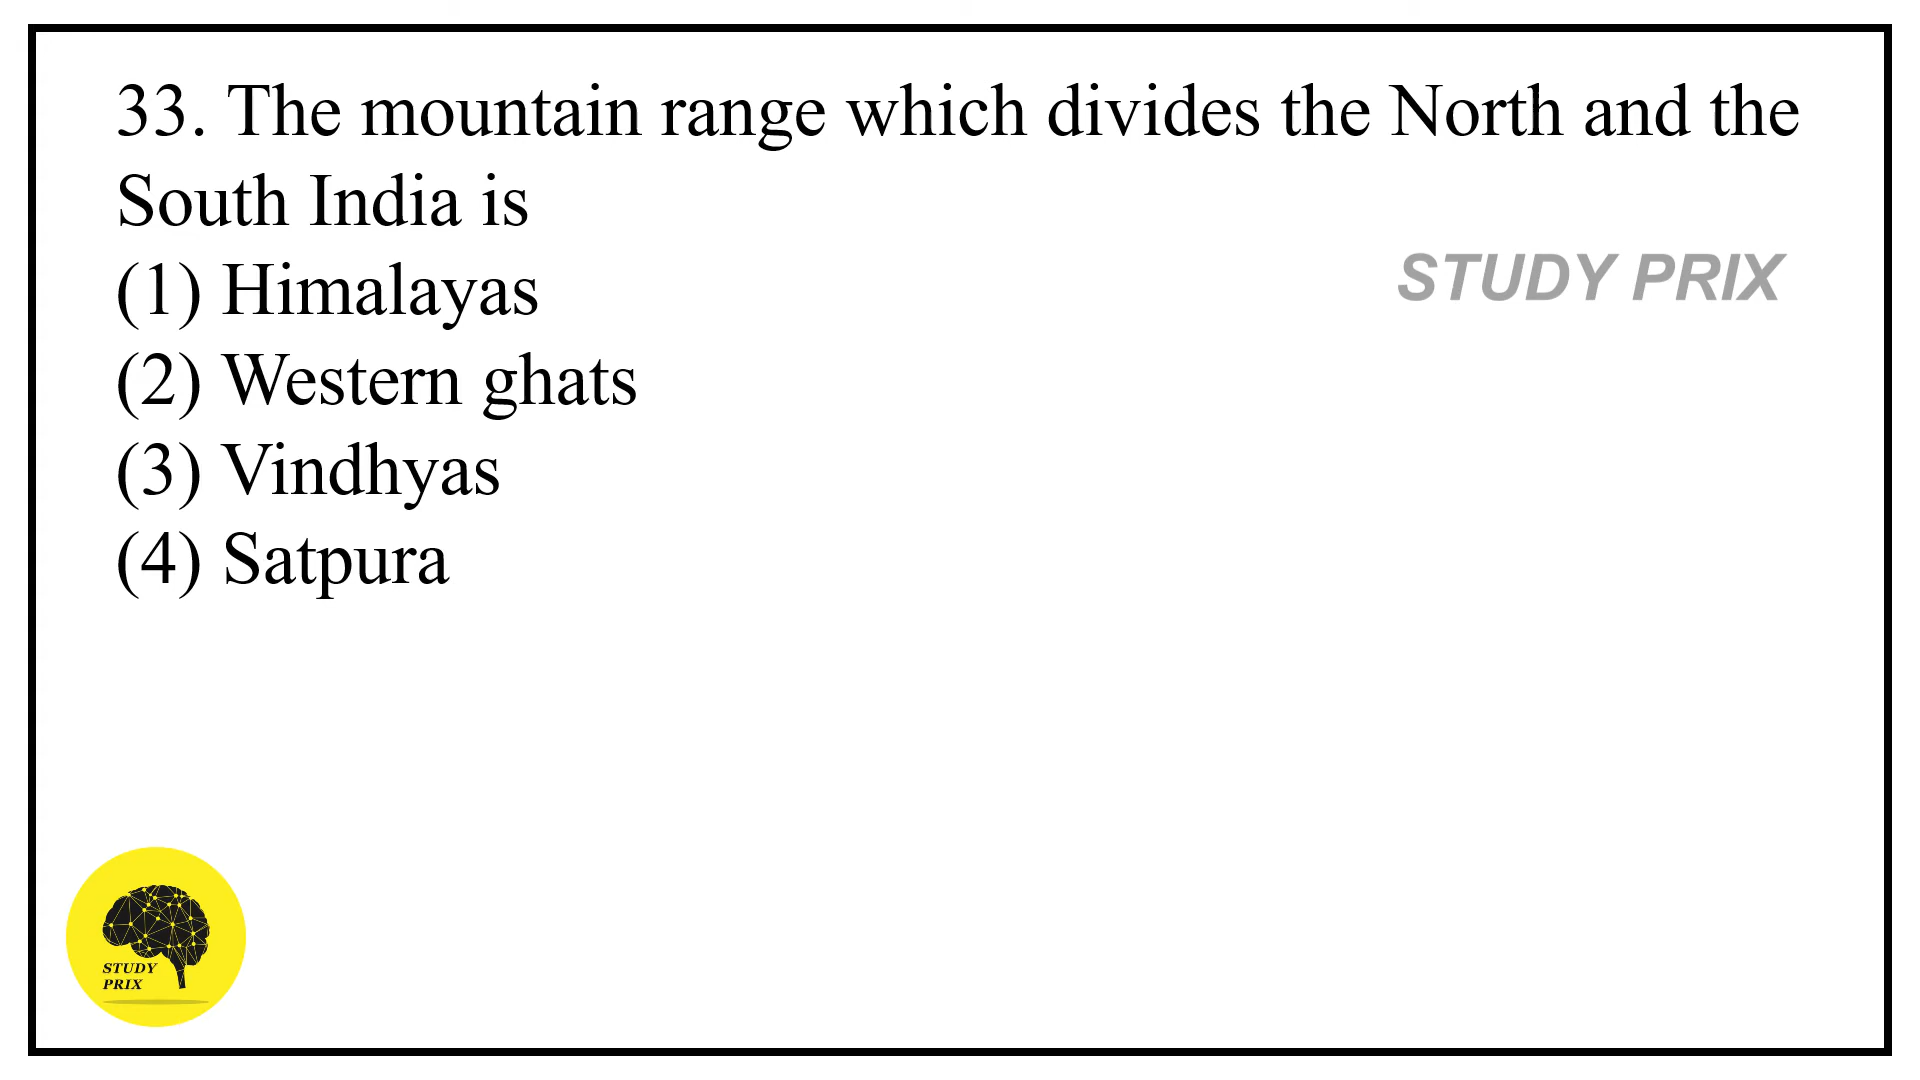 33. The mountain range which divides the North and the
South India is
(1) Himalayas
STUDY PRIX
(2) Western ghats
(3) Vindhyas
(4) Satpura
STUDY
PRIX